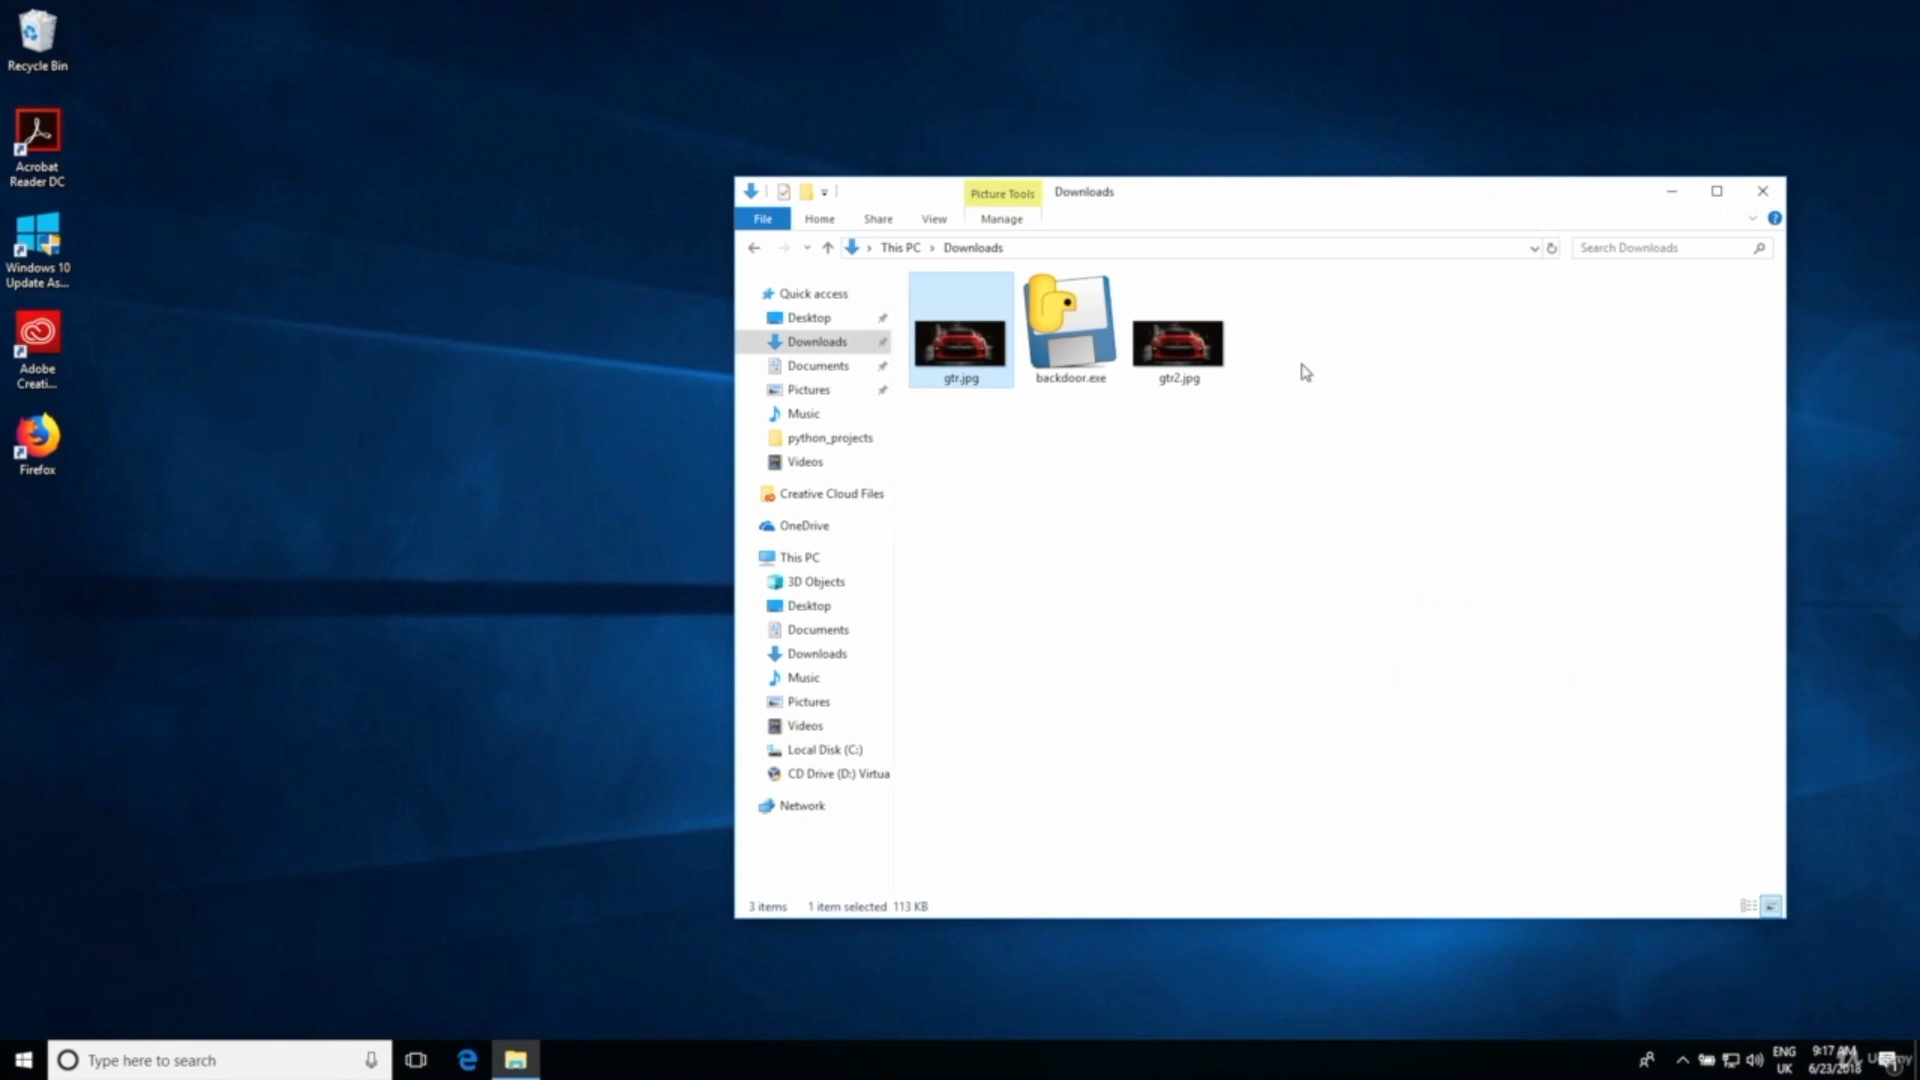 Recycle Bin
Acrobat
Reader DC
Windows 10
Update As...
Adobe
Creati...
Firefox
Picture Tools
Downloads
File
Home
Share
View
Manage
This PC
Downloads
Search Downloads
Quick access
Desktop
Downloads
Documents
Pictures
Music
python_projects
Videos
Creative Cloud Files
OneDrive
This PC
3D Objects
Desktop
Documents
Downloads
Music
Pictures
Videos
Local Disk (C:)
CD Drive (D:) Virtua
Network
gtr.jpg
backdoor.exe
gtr2.jpg
3 items
1 item selected 113 KB
Type here to search
ENG
UK
9:17 AM
6/23/2018
Udemy